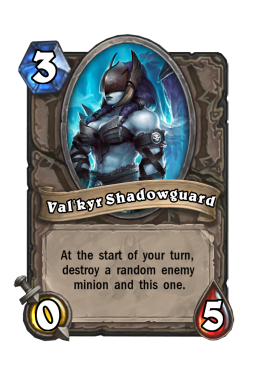 3
Val'kyr Shadowguard
At the start of your turn,
destroy a random enemy
minion and this one.
0
5